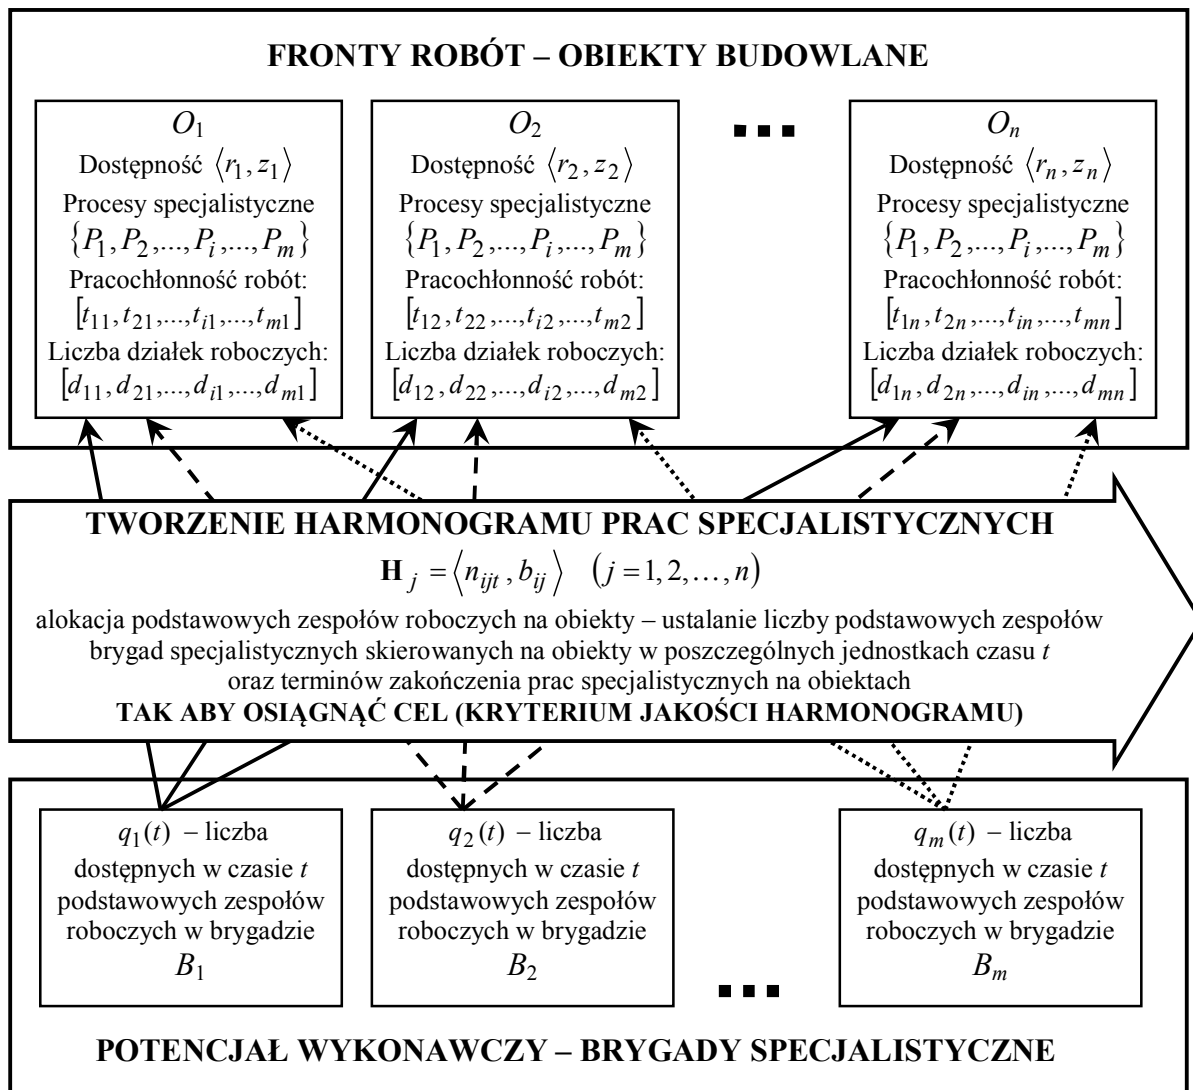 FRONTY ROBÓT – OBIEKTY BUDOWLANE
O₁
Dostępność ⟨r₁, z₁⟩
Procesy specjalistyczne
{P₁, P₂,..., Pᵢ,..., Pₘ}
Pracochłonność robót:
[t₁₁, t₂₁,..., tᵢ₁,..., tₘ₁]
Liczba działek roboczych:
[d₁₁, d₂₁,..., dᵢ₁,..., dₘ₁]
O₂
Dostępność ⟨r₂, z₂⟩
Procesy specjalistyczne
{P₁, P₂,..., Pᵢ,..., Pₘ}
Pracochłonność robót:
[t₁₂, t₂₂,..., tᵢ₂,..., tₘ₂]
Liczba działek roboczych:
[d₁₂, d₂₂,..., dᵢ₂,..., dₘ₂]
...
Oₙ
Dostępność ⟨rₙ, zₙ⟩
Procesy specjalistyczne
{P₁, P₂,..., Pᵢ,..., Pₘ}
Pracochłonność robót:
[t₁ₙ, t₂ₙ,..., tᵢₙ,..., tₘₙ]
Liczba działek roboczych:
[d₁ₙ, d₂ₙ,..., dᵢₙ,..., dₘₙ]
TWORZENIE HARMONOGRAMU PRAC SPECJALISTYCZNYCH
H ⱼ = ⟨nᵢⱼₜ, bᵢⱼ⟩ (j = 1, 2, ..., n)
alokacja podstawowych zespołów roboczych na obiekty – ustalanie liczby podstawowych zespołów
brygad specjalistycznych skierowanych na obiekty w poszczególnych jednostkach czasu t
oraz terminów zakończenia prac specjalistycznych na obiektach
TAK ABY OSIĄGNĄĆ CEL (KRYTERIUM JAKOŚCI HARMONOGRAMU)
q₁(t) – liczba
dostępnych w czasie t
podstawowych zespołów
roboczych w brygadzie
B₁
q₂(t) – liczba
dostępnych w czasie t
podstawowych zespołów
roboczych w brygadzie
B₂
...
qₘ(t) – liczba
dostępnych w czasie t
podstawowych zespołów
roboczych w brygadzie
Bₘ
POTENCJAŁ WYKONAWCZY – BRYGADY SPECJALISTYCZNE